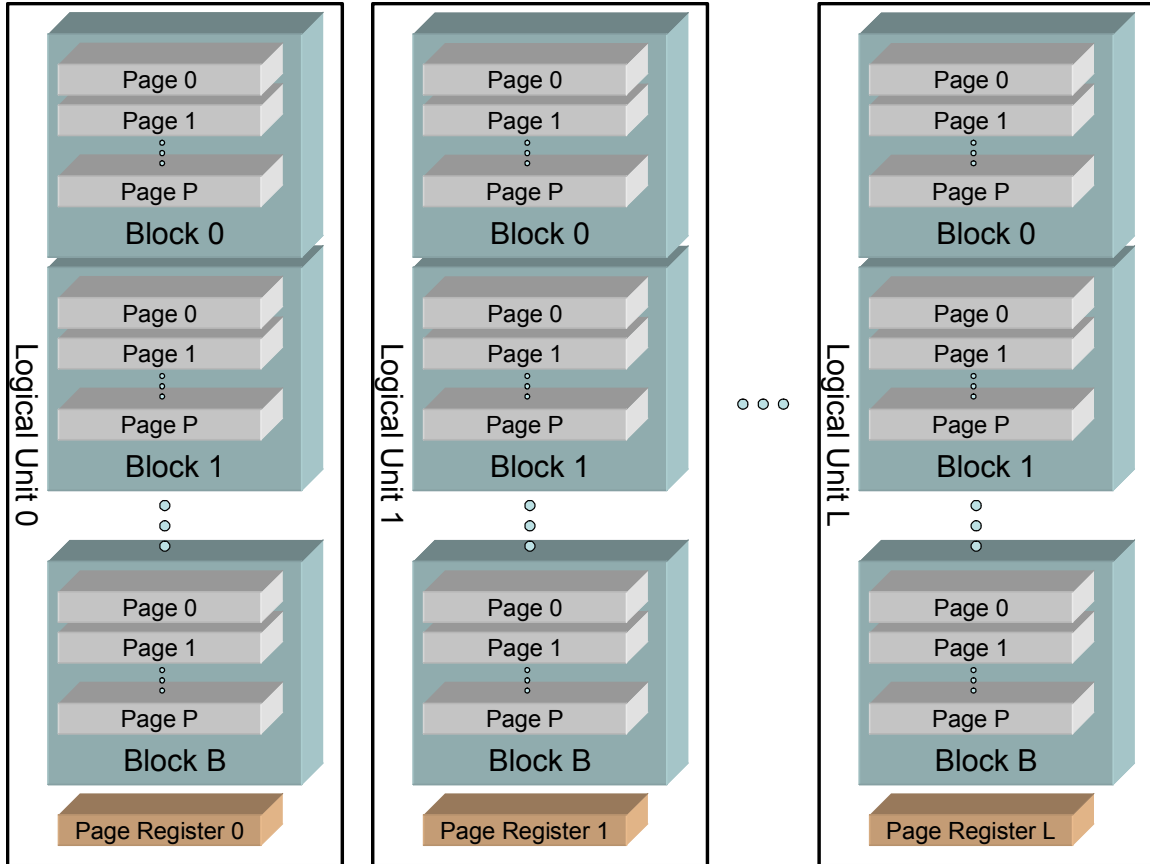 Logical Unit 0
Page 0
Page 1
Page P
Block 0
Page 0
Page 1
Page P
Block 1
Page 0
Page 1
Page P
Block B
Page Register 0
Logical Unit 1
Page 0
Page 1
Page P
Block 0
Page 0
Page 1
Page P
Block 1
Page 0
Page 1
Page P
Block B
Page Register 1
Logical Unit L
Page 0
Page 1
Page P
Block 0
Page 0
Page 1
Page P
Block 1
Page 0
Page 1
Page P
Block B
Page Register L